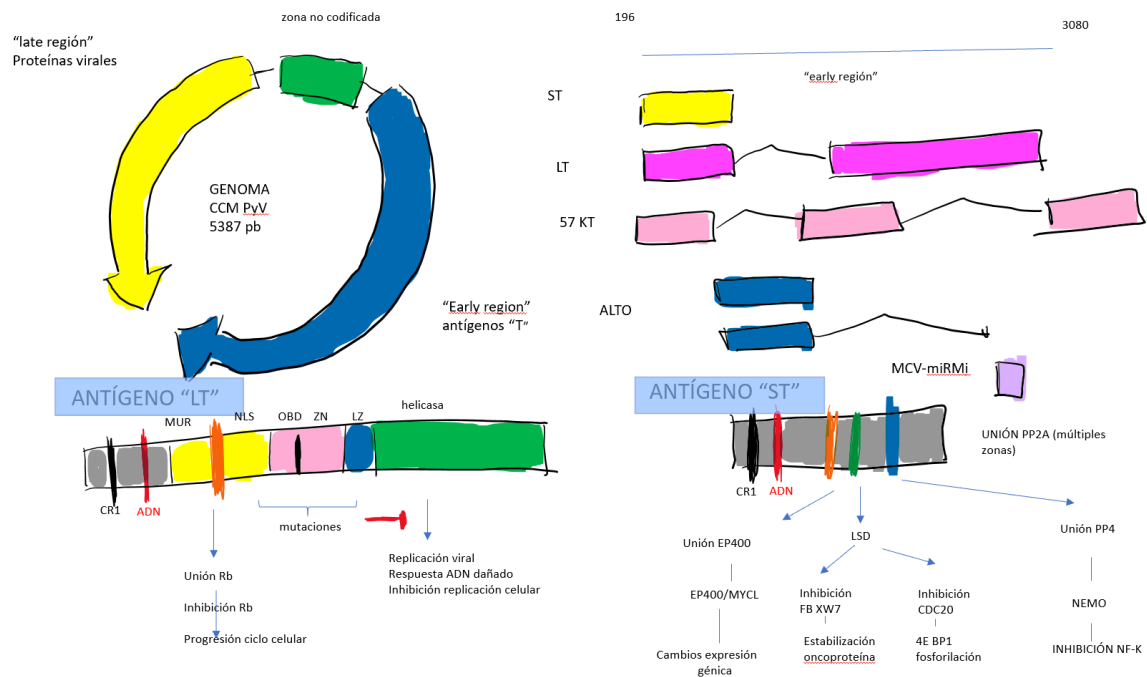 zona no codificada
“late región”
Proteínas virales
GENOMA
CCM PyV
5387 pb
“Early region”
antígenos “T”
196
3080
“early región”
ST
LT
57 KT
ALTO
MCV-miRMi
ANTÍGENO “LT”
MUR
NLS
OBD
ZN
LZ
helicasa
CR1
ADN
mutaciones
Unión Rb
Inhibición Rb
Progresión ciclo celular
Replicación viral
Respuesta ADN dañado
Inhibición replicación celular
ANTÍGENO “ST”
UNIÓN PP2A (múltiples
zonas)
CR1
ADN
Unión EP400
EP400/MYCL
Cambios expresión
génica
LSD
Inhibición
FB XW7
Estabilización
oncoproteína
Inhibición
CDC20
4E BP1
fosforilación
Unión PP4
NEMO
INHIBICIÓN NF-K